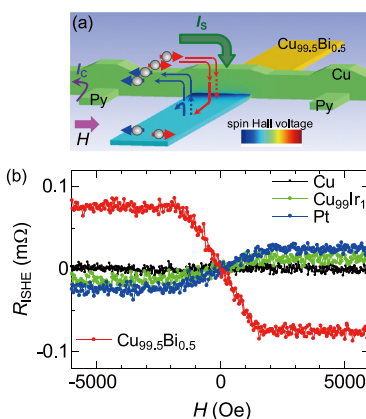 (a)
I_S
Cu99.5Bi0.5
I_C
Cu
Py
Py
H
spin Hall voltage
(b)
0.1
0
-0.1
R_ISHE (mΩ)
Cu
Cu99Ir1
Pt
Cu99.5Bi0.5
-5000 0 5000
H (Oe)